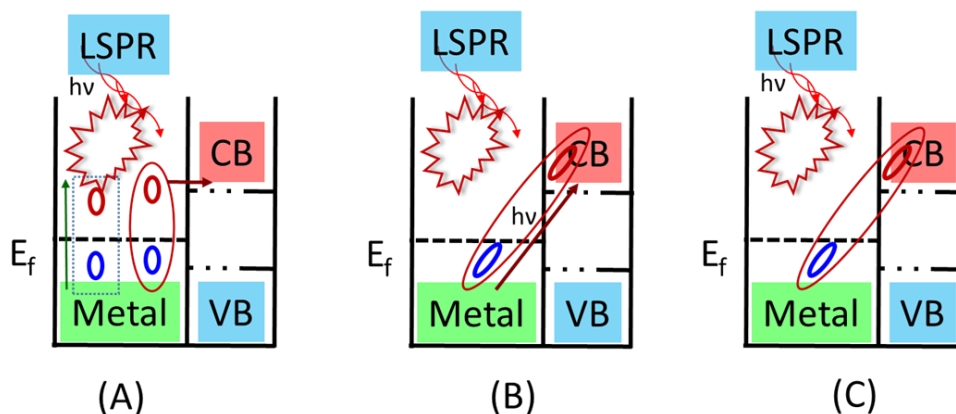 LSPR
hν
CB
E_f
Metal
VB
(A)
LSPR
CB
hν
E_f
Metal
VB
(B)
LSPR
hν
CB
E_f
Metal
VB
(C)